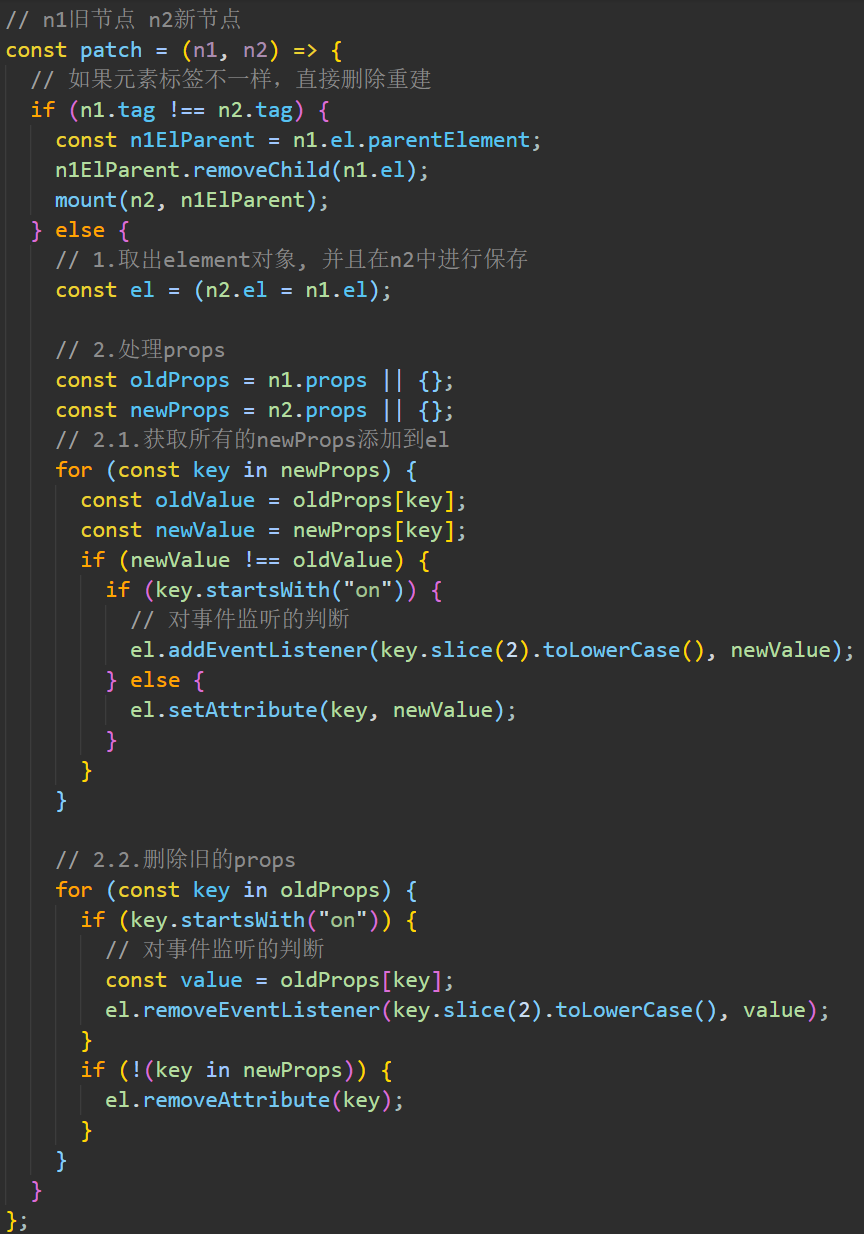 // n1旧节点 n2新节点
const patch = (n1, n2) => {
  // 如果元素标签不一样，直接删除重建
  if (n1.tag !== n2.tag) {
    const n1ElParent = n1.el.parentElement;
    n1ElParent.removeChild(n1.el);
    mount(n2, n1ElParent);
  } else {
    // 1.取出element对象, 并且在n2中进行保存
    const el = (n2.el = n1.el);

    // 2.处理props
    const oldProps = n1.props || {};
    const newProps = n2.props || {};
    // 2.1.获取所有的newProps添加到el
    for (const key in newProps) {
      const oldValue = oldProps[key];
      const newValue = newProps[key];
      if (newValue !== oldValue) {
        if (key.startsWith("on")) {
          // 对事件监听的判断
          el.addEventListener(key.slice(2).toLowerCase(), newValue);
        } else {
          el.setAttribute(key, newValue);
        }
      }
    }

    // 2.2.删除旧的props
    for (const key in oldProps) {
      if (key.startsWith("on")) {
        // 对事件监听的判断
        const value = oldProps[key];
        el.removeEventListener(key.slice(2).toLowerCase(), value);
      }
      if (!(key in newProps)) {
        el.removeAttribute(key);
      }
    }
  }
};